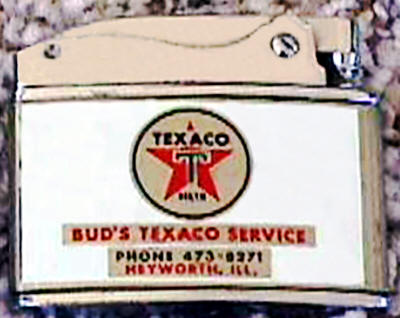 TEXACO
T
BUD'S TEXACO SERVICE
PHONE 473-8271
HEYWORTH, ILL.